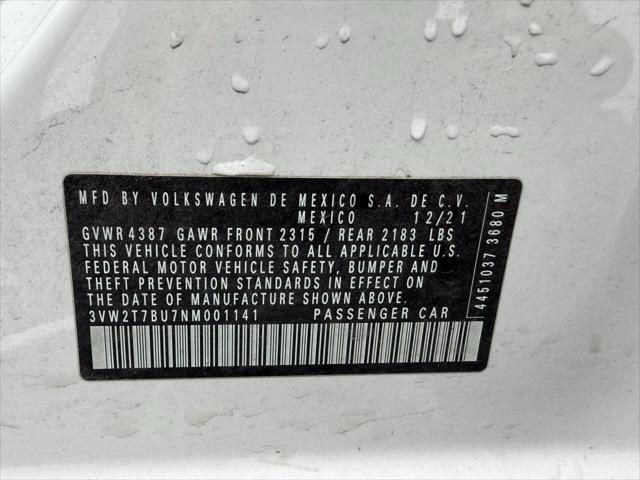 MFD BY VOLKSWAGEN DE MEXICO S.A. DE C.V.
MEXICO 12/21
GVWR 4387 GAWR FRONT 2315 / REAR 2183 LBS
THIS VEHICLE CONFORMS TO ALL APPLICABLE U.S.
FEDERAL MOTOR VEHICLE SAFETY, BUMPER AND
THEFT PREVENTION STANDARDS IN EFFECT ON
THE DATE OF MANUFACTURE SHOWN ABOVE.
3VW2T7BU7NM001141 PASSENGER CAR
4451037 3680 M